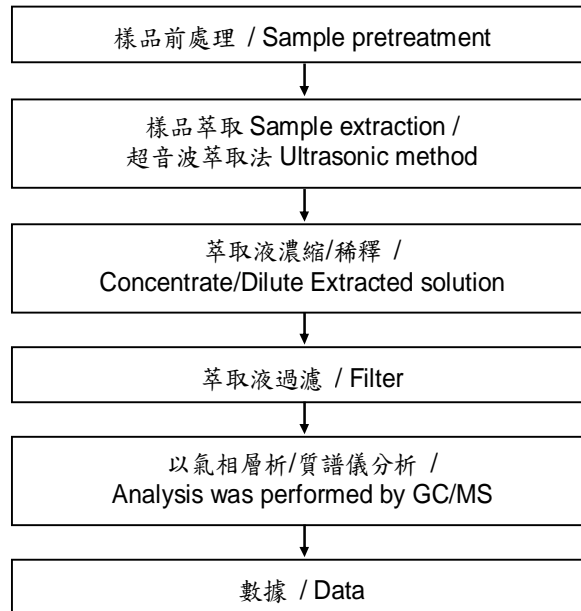 樣品前處理 / Sample pretreatment
樣品萃取 Sample extraction /
超音波萃取法 Ultrasonic method
萃取液濃縮/稀釋 /
Concentrate/Dilute Extracted solution
萃取液過濾 / Filter
以氣相層析/質譜儀分析 /
Analysis was performed by GC/MS
數據 / Data